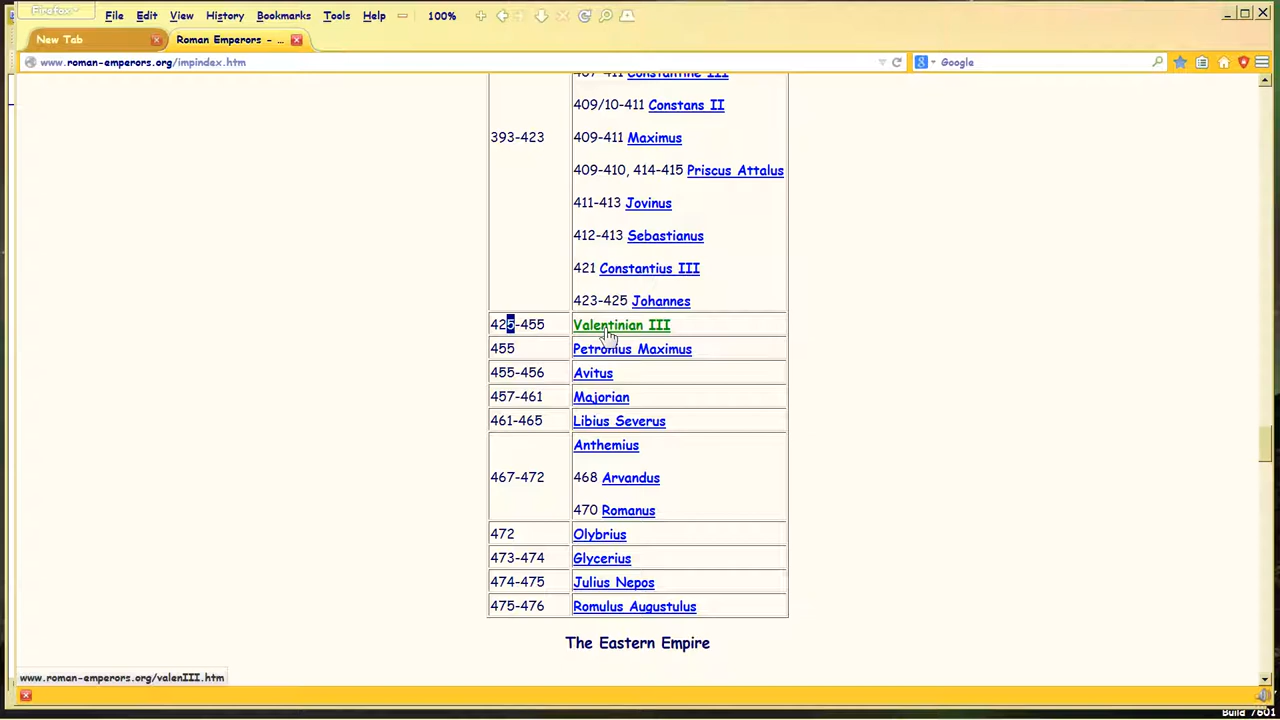 Firefox
File Edit View History Bookmarks Tools Help 100%
New Tab
Roman Emperors - ...
www.roman-emperors.org/impindex.htm
Google
407-411 Constantine III
409/10-411 Constans II
393-423
409-411 Maximus
409-410, 414-415 Priscus Attalus
411-413 Jovinus
412-413 Sebastianus
421 Constantius III
423-425 Johannes
425-455 Valentinian III
455 Petronius Maximus
455-456 Avitus
457-461 Majorian
461-465 Libius Severus
Anthemius
467-472
468 Arvandus
470 Romanus
472 Olybrius
473-474 Glycerius
474-475 Julius Nepos
475-476 Romulus Augustulus
The Eastern Empire
www.roman-emperors.org/valenIII.htm
Build 7601